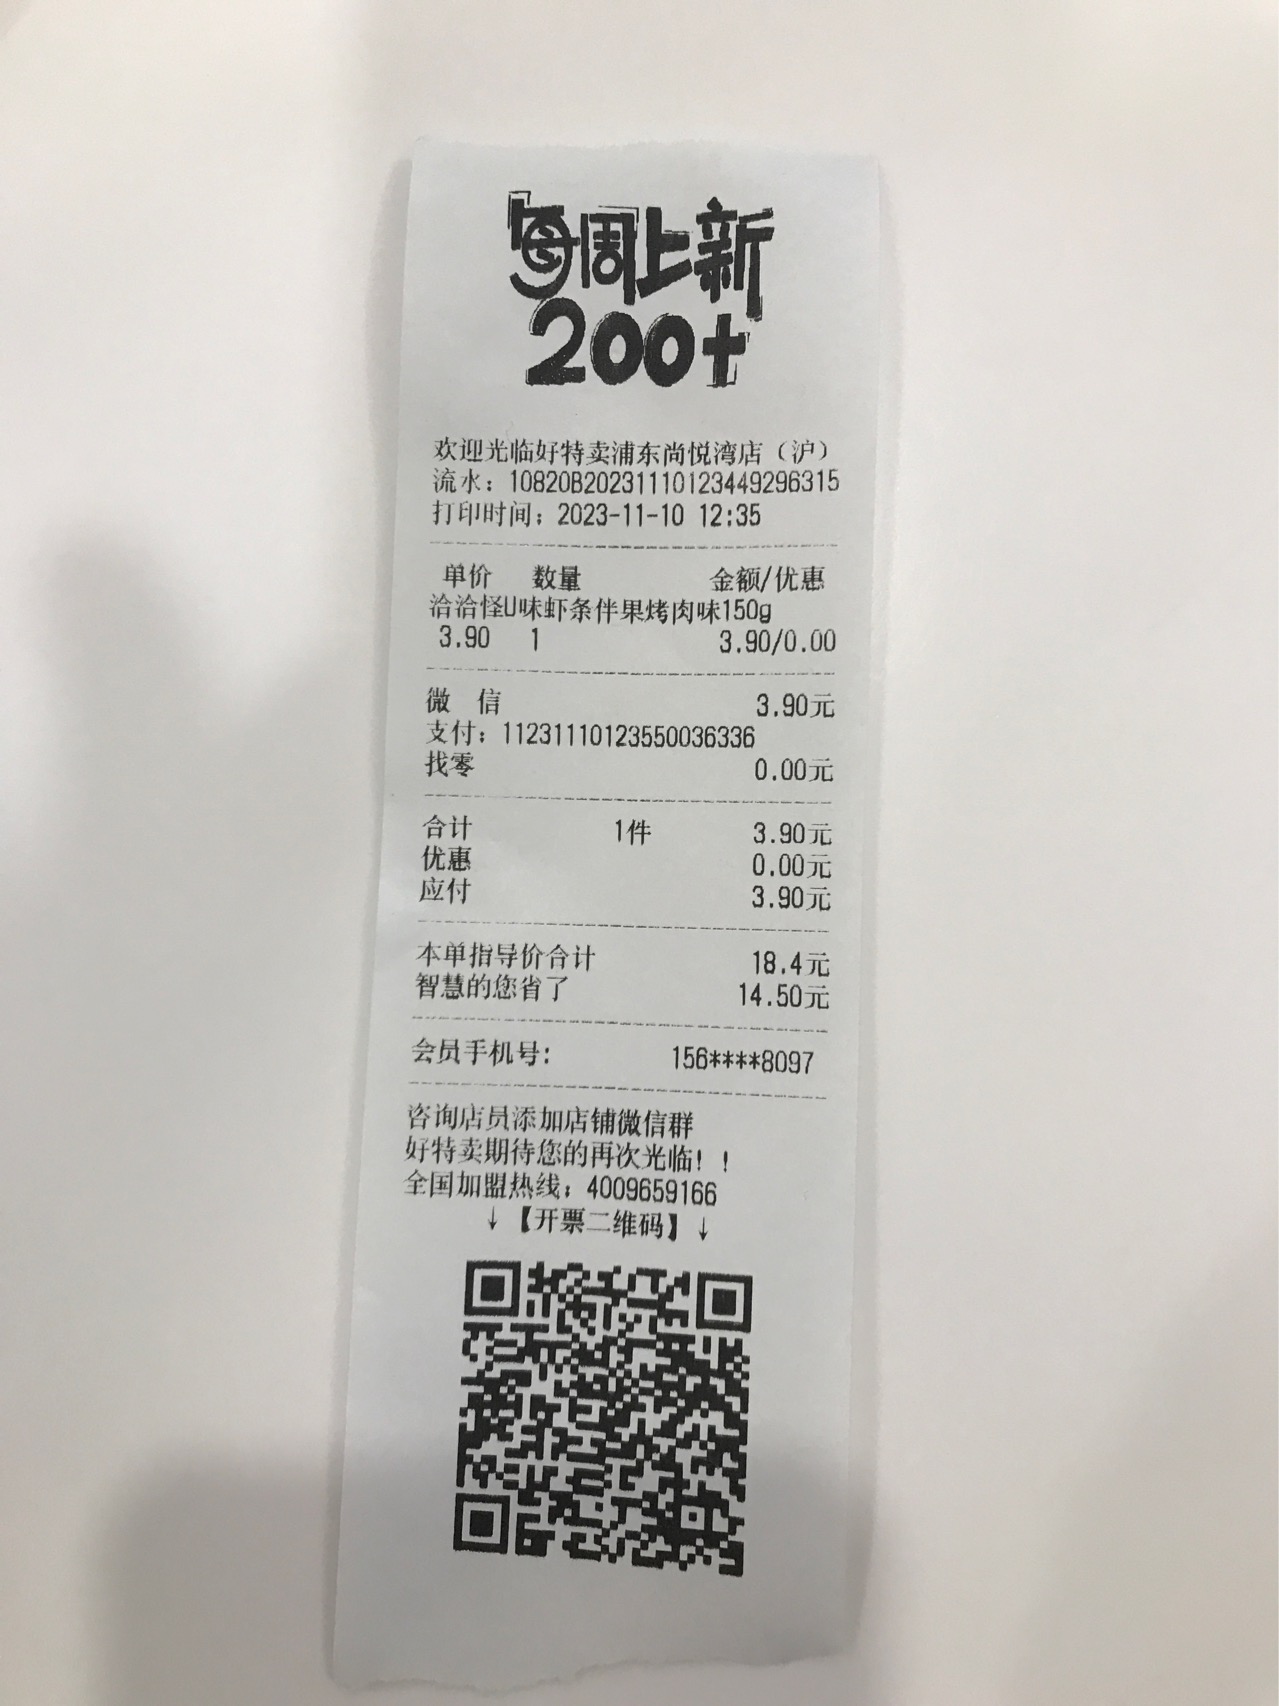 每周上新
200+
欢迎光临好特卖浦东尚悦湾店（沪）
流水：10820B202311101234492​96315
打印时间：2023-11-10 12:35
单价 数量 金额/优惠
洽洽怪U味虾条伴果烤肉味150g
3.90 1 3.90/0.00
微 信 3.90元
支付：11231110123550036336
找零 0.00元
合计 1件 3.90元
优惠 0.00元
应付 3.90元
本单指导价合计 18.4元
智慧的您省了 14.50元
会员手机号: 156****8097
咨询店员添加店铺微信群
好特卖期待您的再次光临！！
全国加盟热线：4009659166
↓【开票二维码】↓